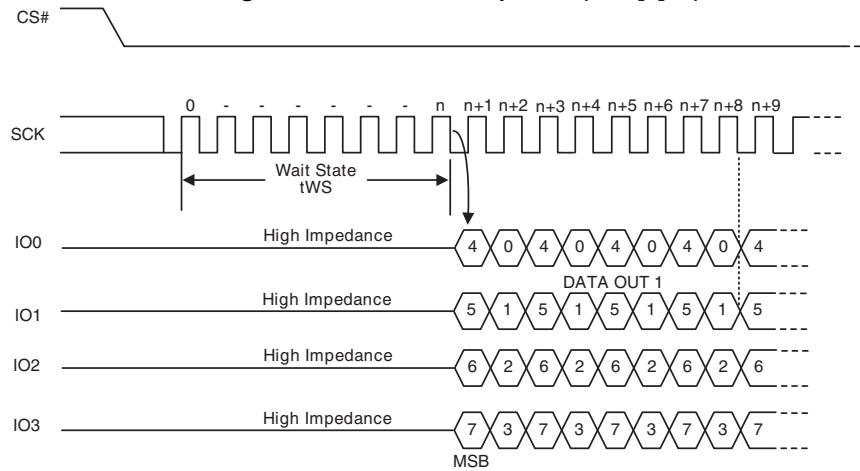 CS#
0 - - - - - - n n+1 n+2 n+3 n+4 n+5 n+6 n+7 n+8 n+9
SCK
Wait State
tWS
IO0 High Impedance 4 0 4 0 4 0 4 0 4
DATA OUT 1
IO1 High Impedance 5 1 5 1 5 1 5 1 5
IO2 High Impedance 6 2 6 2 6 2 6 2 6
IO3 High Impedance 7 3 7 3 7 3 7 3 7
MSB